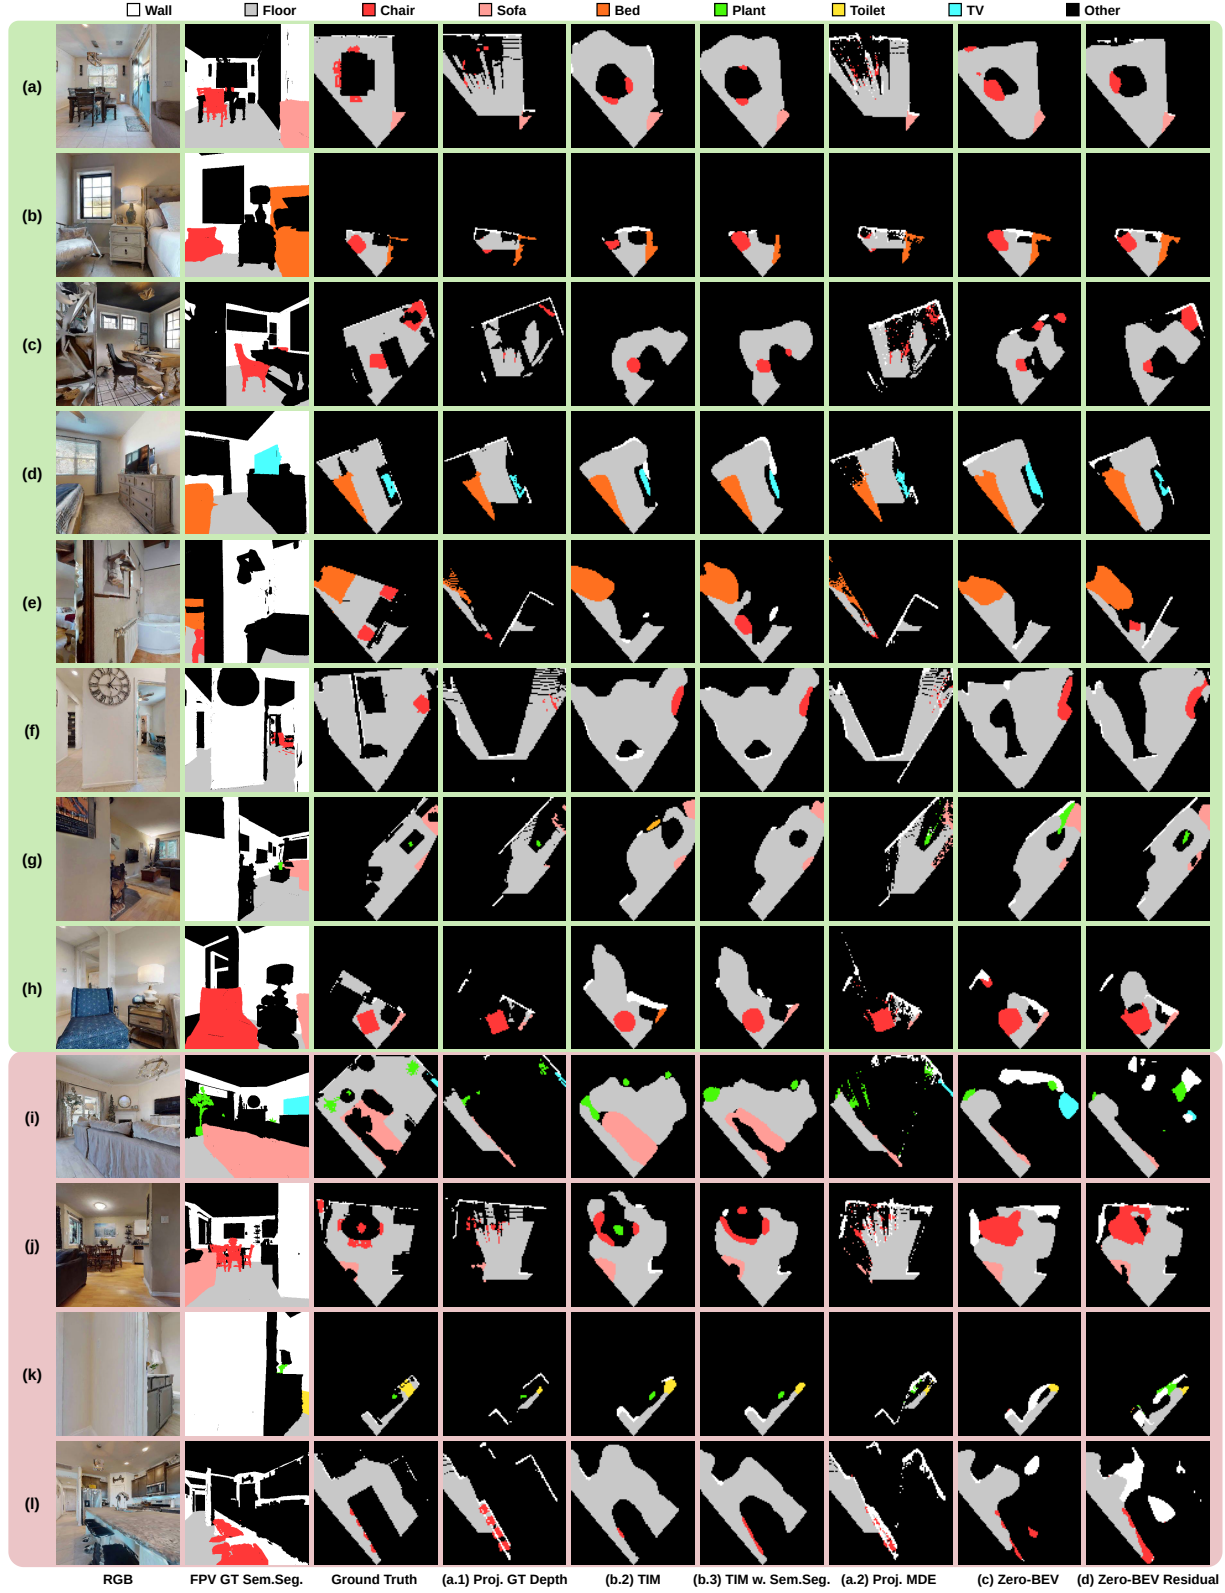 Wall Floor Chair Sofa Bed Plant Toilet TV Other
(a)
(b)
(c)
(d)
(e)
(f)
(g)
(h)
(i)
(j)
(k)
(l)
RGB FPV GT Sem.Seg. Ground Truth (a.1) Proj. GT Depth (b.2) TIM (b.3) TIM w. Sem.Seg. (a.2) Proj. MDE (c) Zero-BEV (d) Zero-BEV Residual